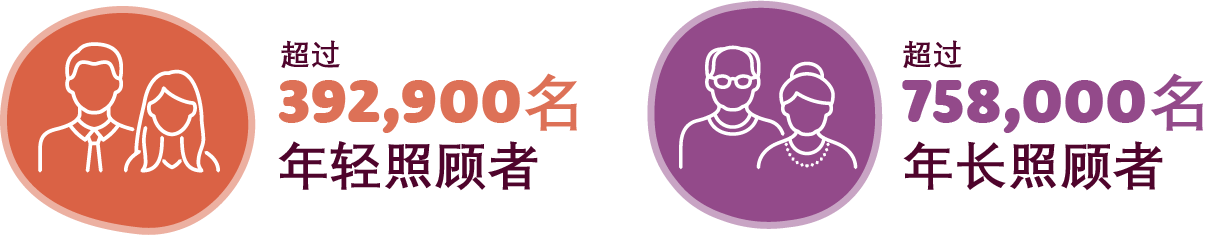 超过
392,900名
年轻照顾者
超过
758,000名
年长照顾者